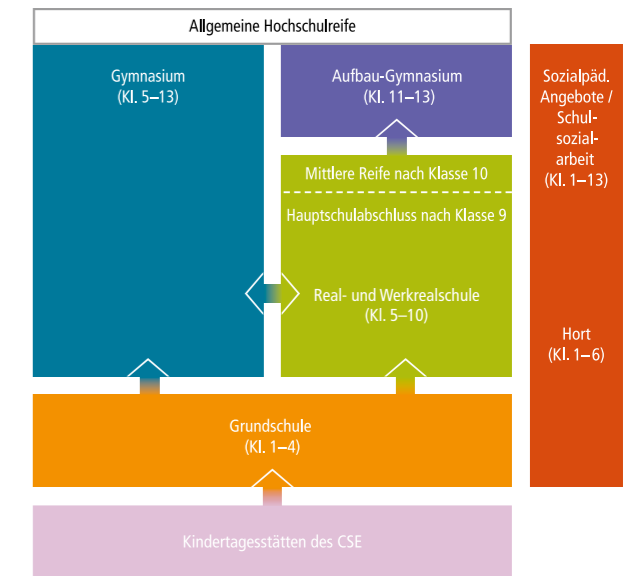 Allgemeine Hochschulreife
Gymnasium
(Kl. 5–13)
Aufbau-Gymnasium
(Kl. 11–13)
Sozialpäd.
Angebote /
Schul-
sozial-
arbeit
(Kl. 1–13)
Mittlere Reife nach Klasse 10
Hauptschulabschluss nach Klasse 9
Real- und Werkrealschule
(Kl. 5–10)
Hort
(Kl. 1–6)
Grundschule
(Kl. 1–4)
Kindertagesstätten des CSE